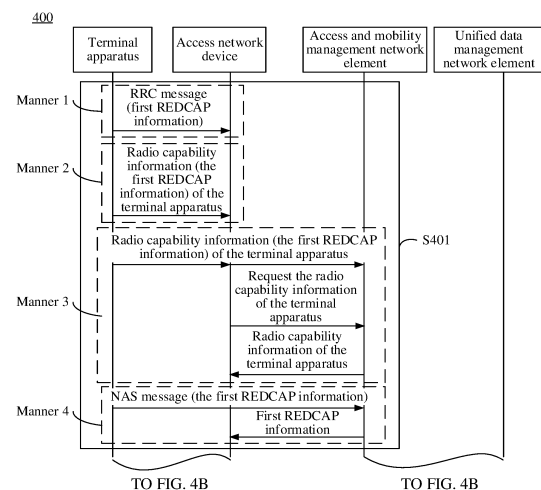 400
Terminal
apparatus
Access network
device
Access and mobility
management network
element
Unified data
management
network element
Manner 1
RRC message
(first REDCAP
information)
Manner 2
Radio capability
information (the
first REDCAP
information) of the
terminal apparatus
Manner 3
Radio capability information (the first REDCAP
information) of the terminal apparatus
S401
Request the radio
capability information
of the terminal
apparatus
Radio capability
information of the
terminal apparatus
Manner 4
NAS message (the first REDCAP information)
First REDCAP
information
TO FIG. 4B
TO FIG. 4B